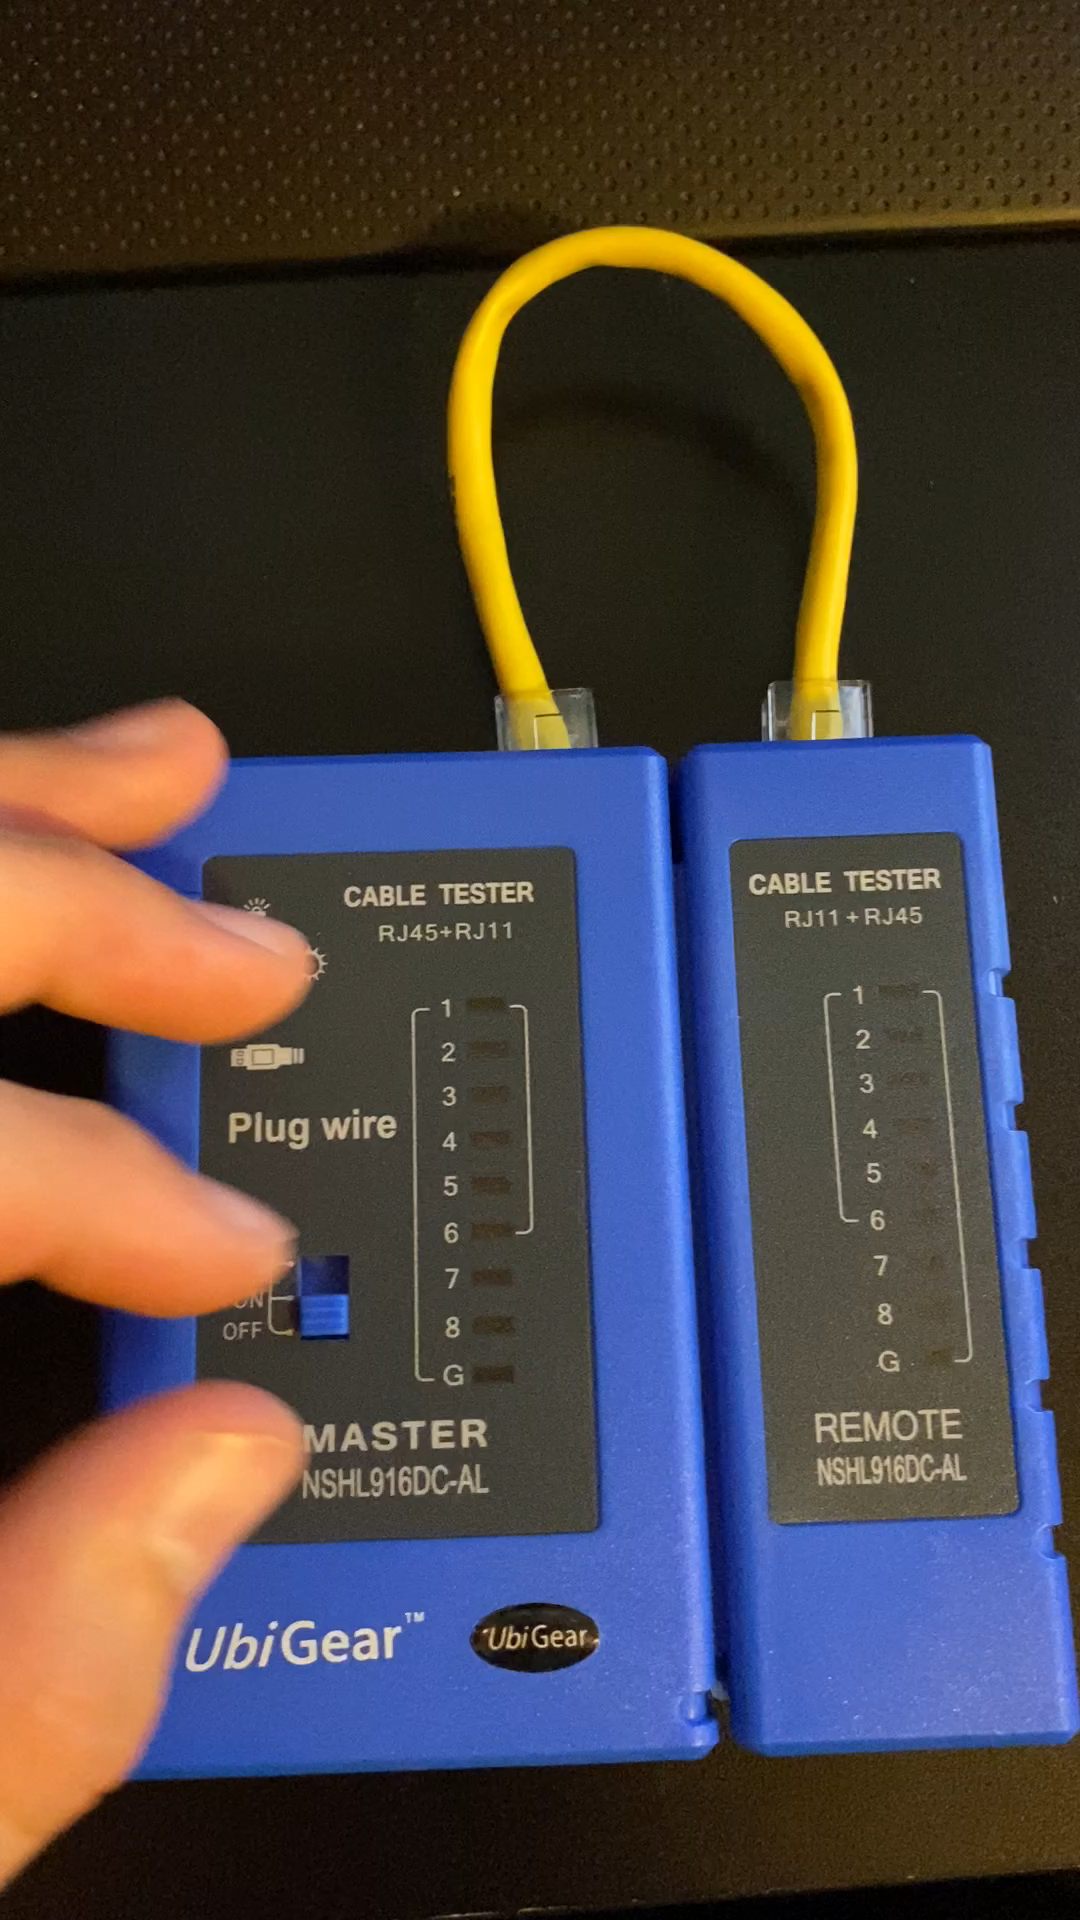 CABLE TESTER
RJ45+RJ11
1
2
3
4
5
6
7
8
G
Plug wire
ON
OFF
MASTER
NSHL916DC-AL
UbiGear™
UbiGear
CABLE TESTER
RJ11+RJ45
1
2
3
4
5
6
7
8
G
REMOTE
NSHL916DC-AL